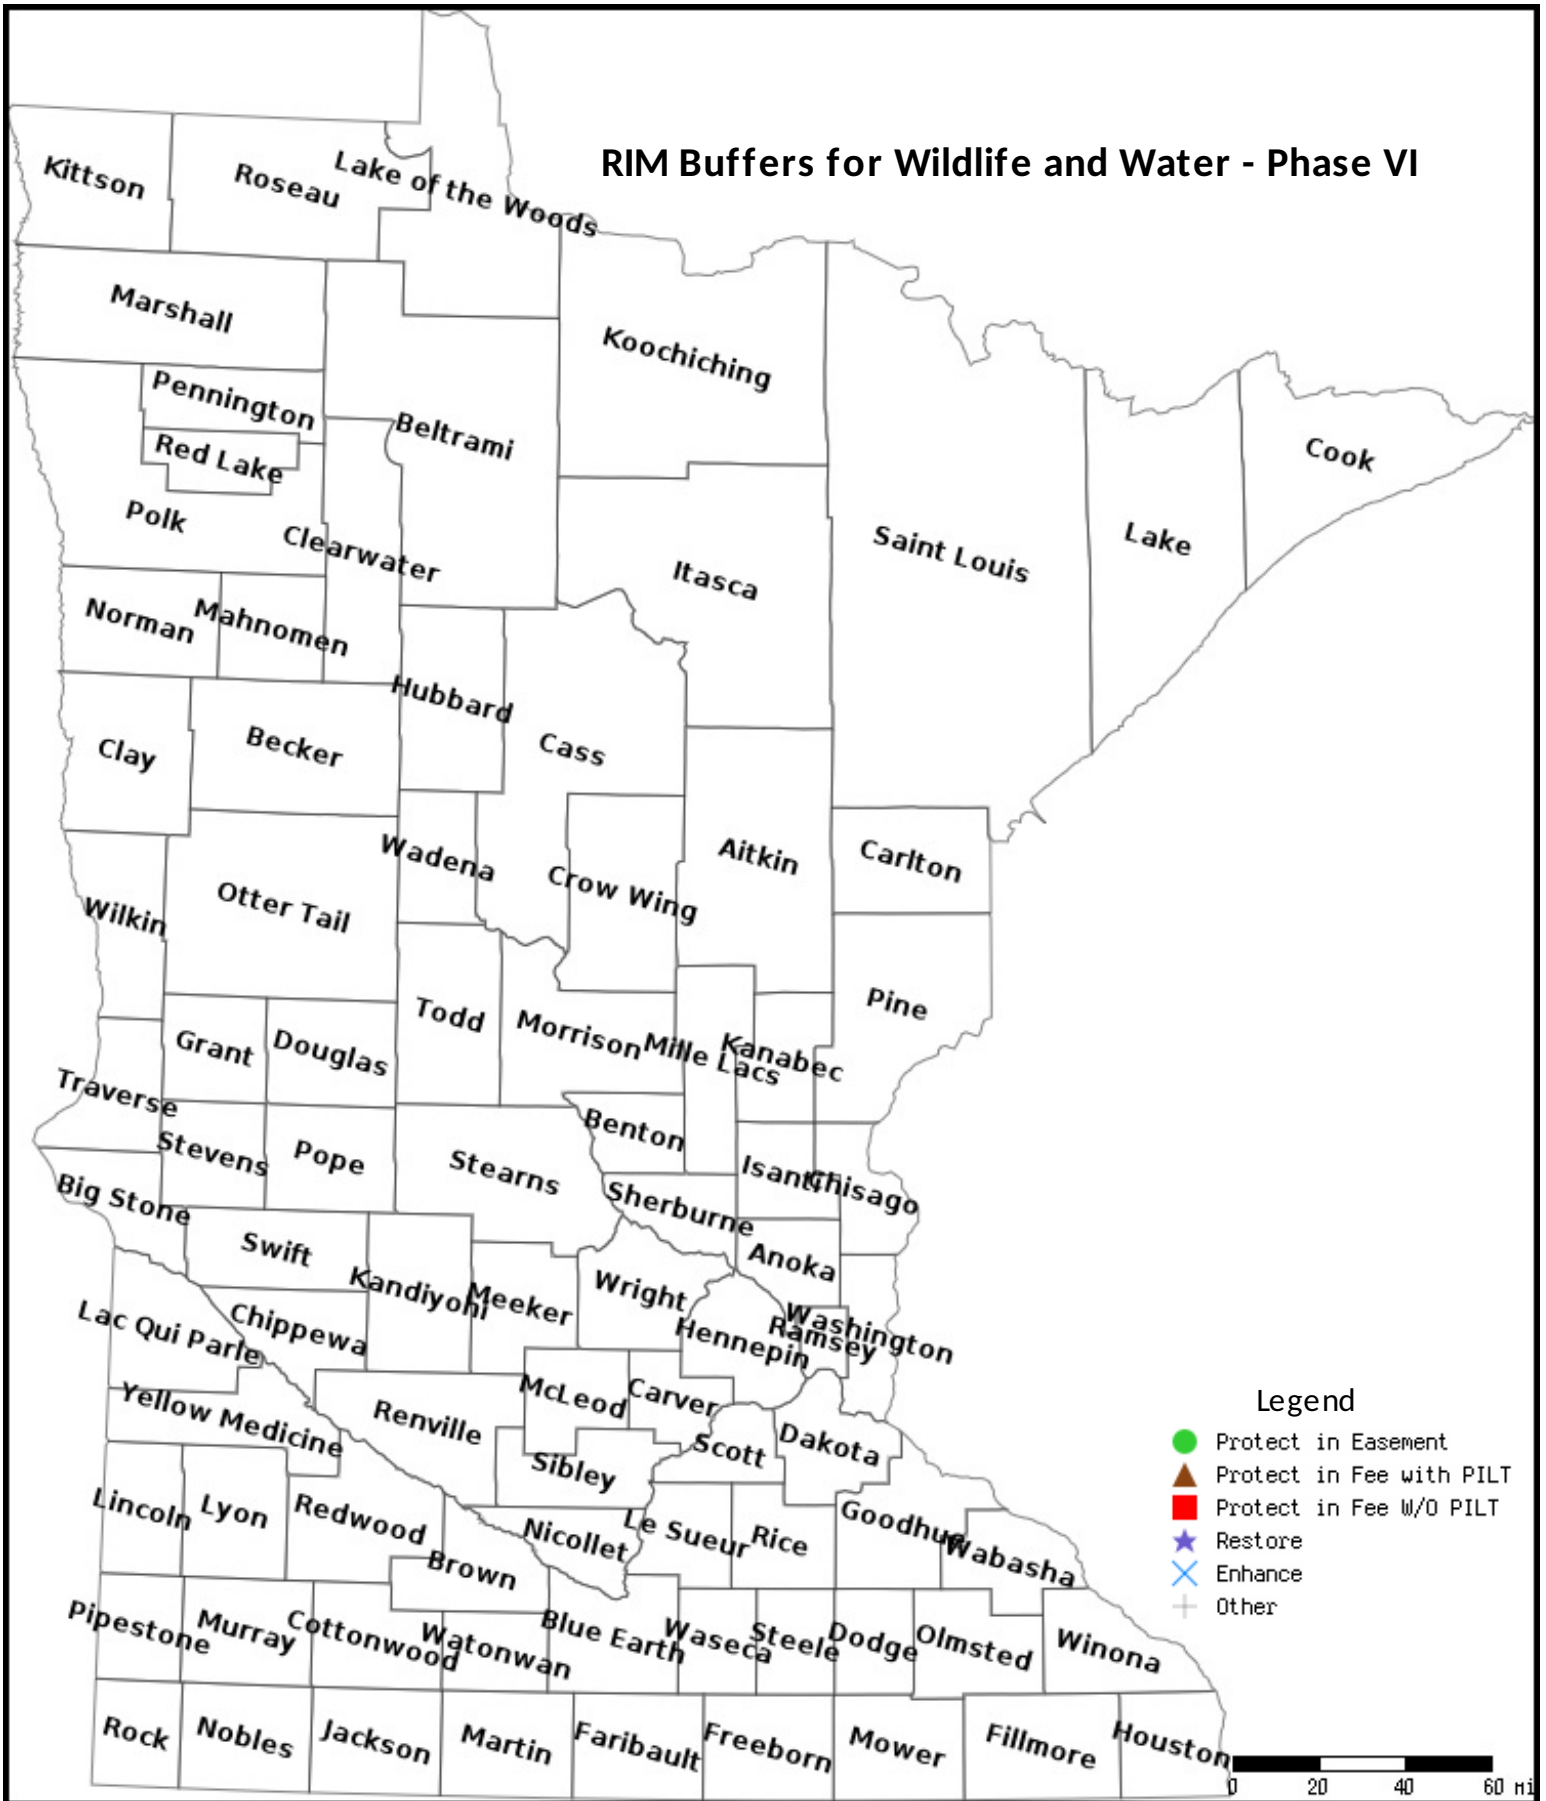 RIM Buffers for Wildlife and Water - Phase VI
Kittson
Roseau
Lake of the Woods
Marshall
Koochiching
Pennington
Beltrami
Red Lake
Cook
Polk
Clearwater
Saint Louis
Lake
Itasca
Norman
Mahnomen
Hubbard
Clay
Becker
Cass
Wadena
Aitkin
Carlton
Crow Wing
Otter Tail
Wilkin
Todd
Morrison
Pine
Grant
Douglas
Mille Lacs
Kanabec
Traverse
Benton
Stevens
Pope
Stearns
Isanti
Chisago
Big Stone
Sherburne
Swift
Anoka
Kandiyohi
Meeker
Wright
Lac Qui Parle
Chippewa
Hennepin
Ramsey
Washington
Yellow Medicine
Renville
McLeod
Carver
Scott
Dakota
Sibley
Lincoln
Lyon
Redwood
Nicollet
Le Sueur
Rice
Goodhue
Wabasha
Brown
Pipestone
Murray
Cottonwood
Watonwan
Blue Earth
Waseca
Steele
Dodge
Olmsted
Winona
Rock
Nobles
Jackson
Martin
Faribault
Freeborn
Mower
Fillmore
Houston
Legend
Protect in Easement
Protect in Fee with PILT
Protect in Fee W/O PILT
Restore
Enhance
Other
0 20 40 60 mi